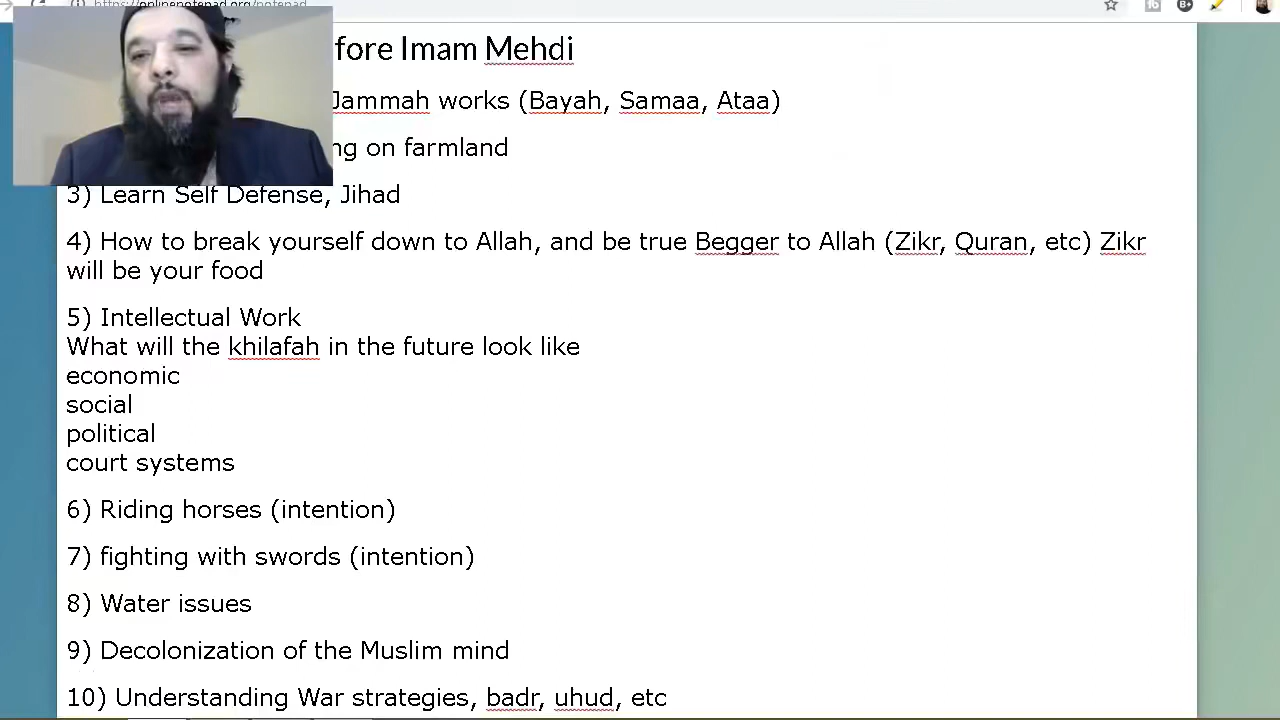 https://onlinenotepad.org/notepad
fore Imam Mehdi
Jammah works (Bayah, Samaa, Ataa)
ng on farmland
3) Learn Self Defense, Jihad
4) How to break yourself down to Allah, and be true Begger to Allah (Zikr, Quran, etc) Zikr
will be your food
5) Intellectual Work
What will the khilafah in the future look like
economic
social
political
court systems
6) Riding horses (intention)
7) fighting with swords (intention)
8) Water issues
9) Decolonization of the Muslim mind
10) Understanding War strategies, badr, uhud, etc